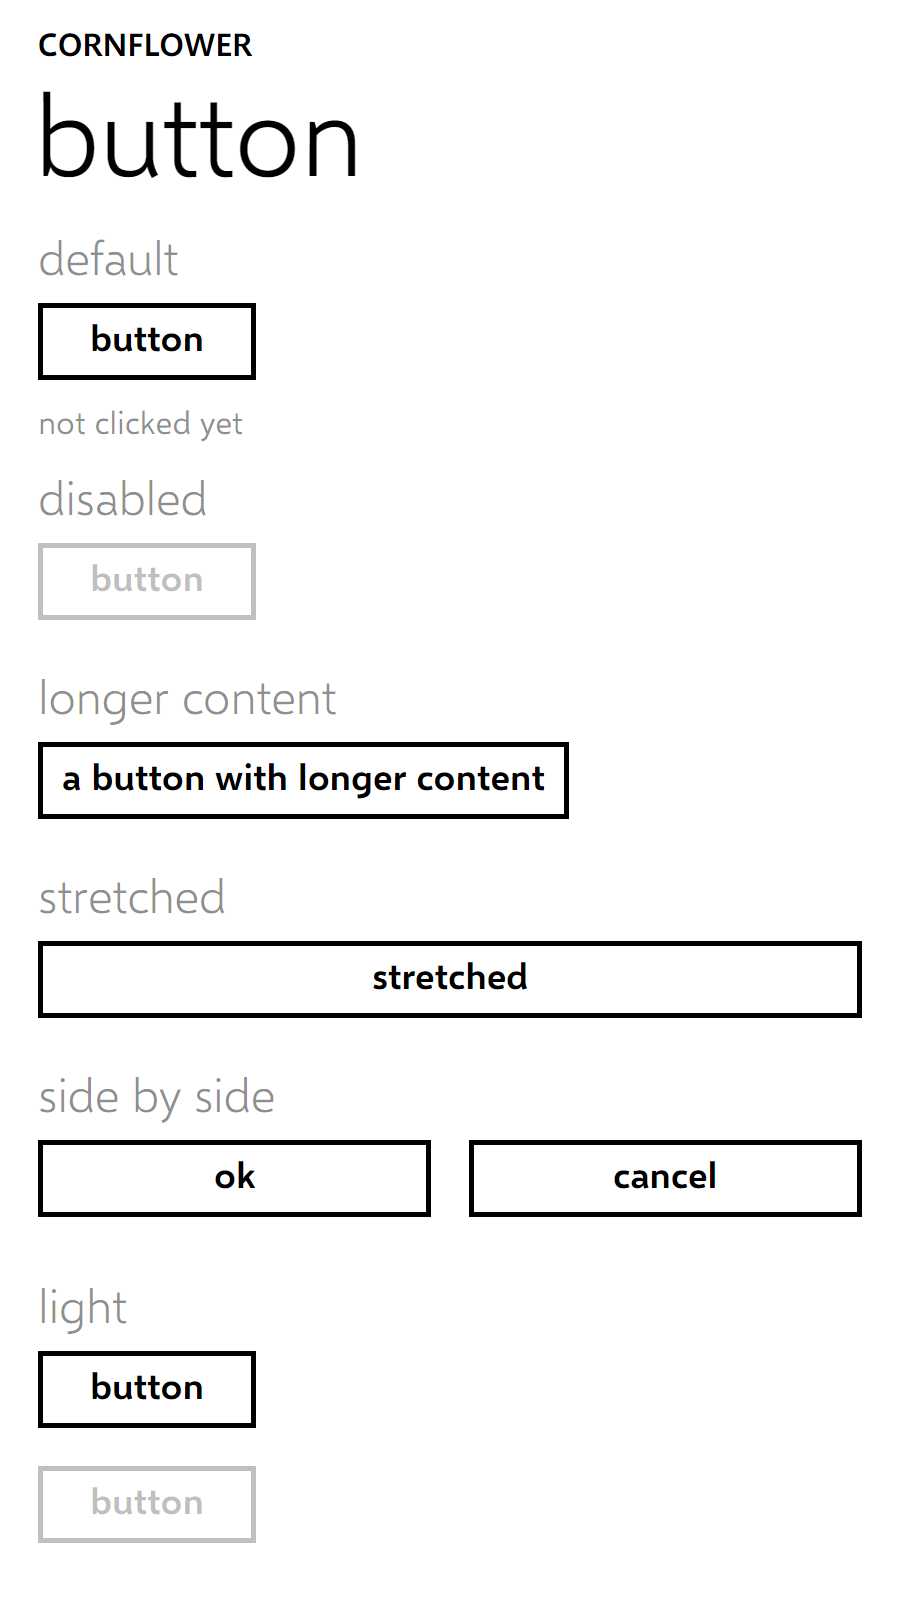 CORNFLOWER
button
default
button
not clicked yet
disabled
button
longer content
a button with longer content
stretched
stretched
side by side
ok cancel
light
button
button